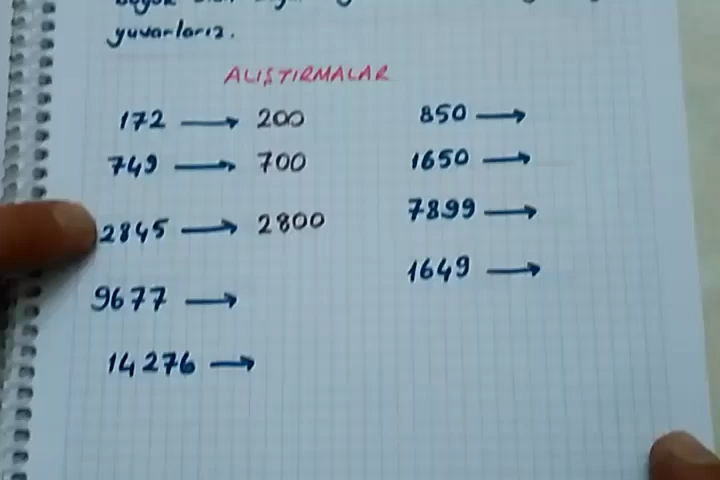 yuvarlarız.
ALIŞTIRMALAR
172 → 200
749 → 700
2845 → 2800
9677 →
14276 →
850 →
1650 →
7899 →
1649 →